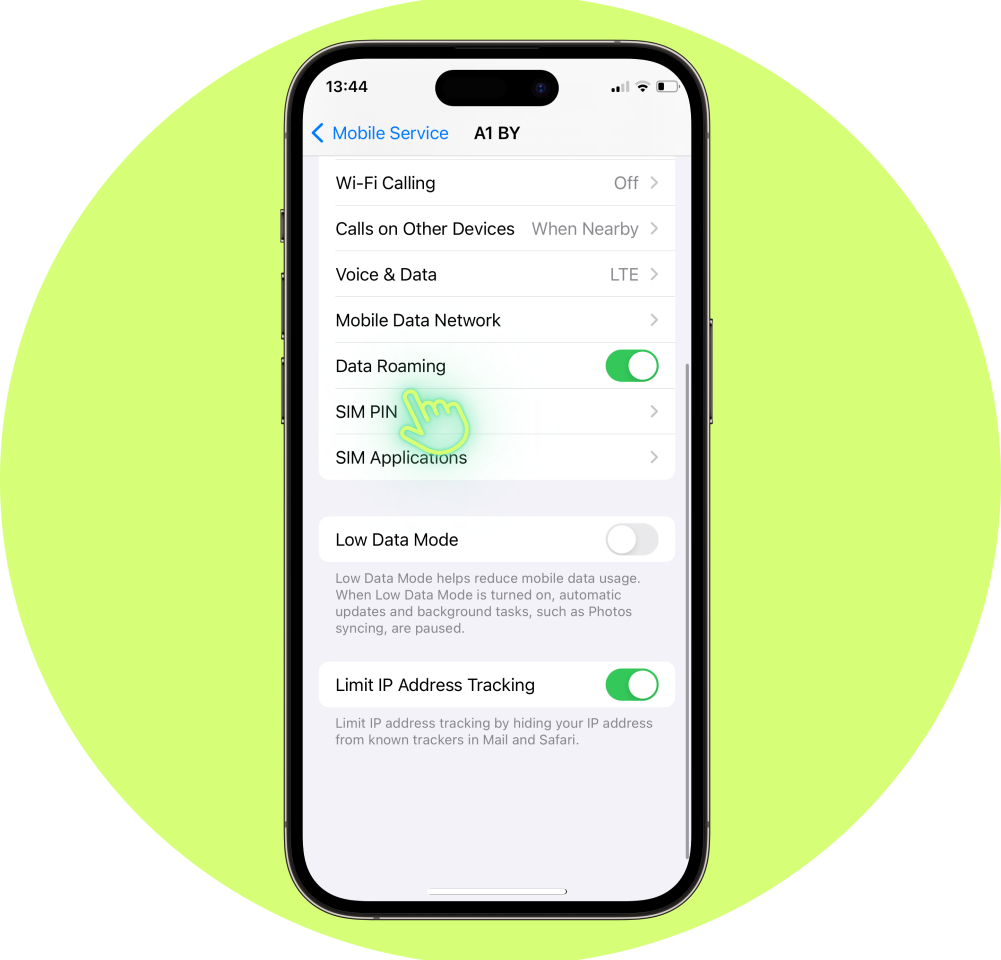 13:44
Mobile Service A1 BY
Wi-Fi Calling Off
Calls on Other Devices When Nearby
Voice & Data LTE
Mobile Data Network
Data Roaming
SIM PIN
SIM Applications
Low Data Mode
Low Data Mode helps reduce mobile data usage.
When Low Data Mode is turned on, automatic
updates and background tasks, such as Photos
syncing, are paused.
Limit IP Address Tracking
Limit IP address tracking by hiding your IP address
from known trackers in Mail and Safari.